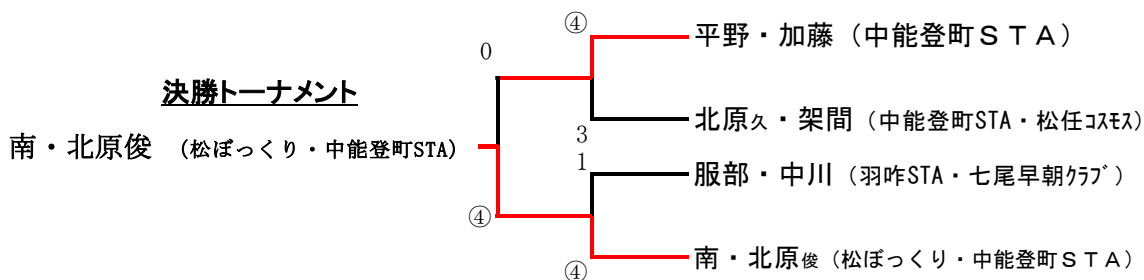 ④
平野・加藤（中能登町ＳＴＡ）
0
決勝トーナメント
北原久・架間（中能登町STA・松任ｺｽﾓｽ）
3
南・北原俊（松ぼっくり・中能登町STA）
1
服部・中川（羽咋STA・七尾早朝ｸﾗﾌﾞ）
④
南・北原俊（松ぼっくり・中能登町ＳＴＡ）
④